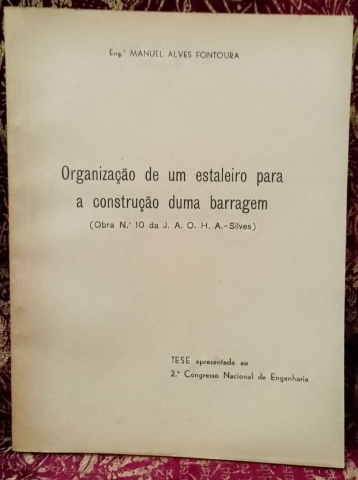 Eng.º MANUEL ALVES FONTOURA
Organização de um estaleiro para
a construção duma barragem
(Obra N.º 10 da J. A. O. H. A.-Silves)
TESE apresentada ao
2.º Congresso Nacional de Engenharia